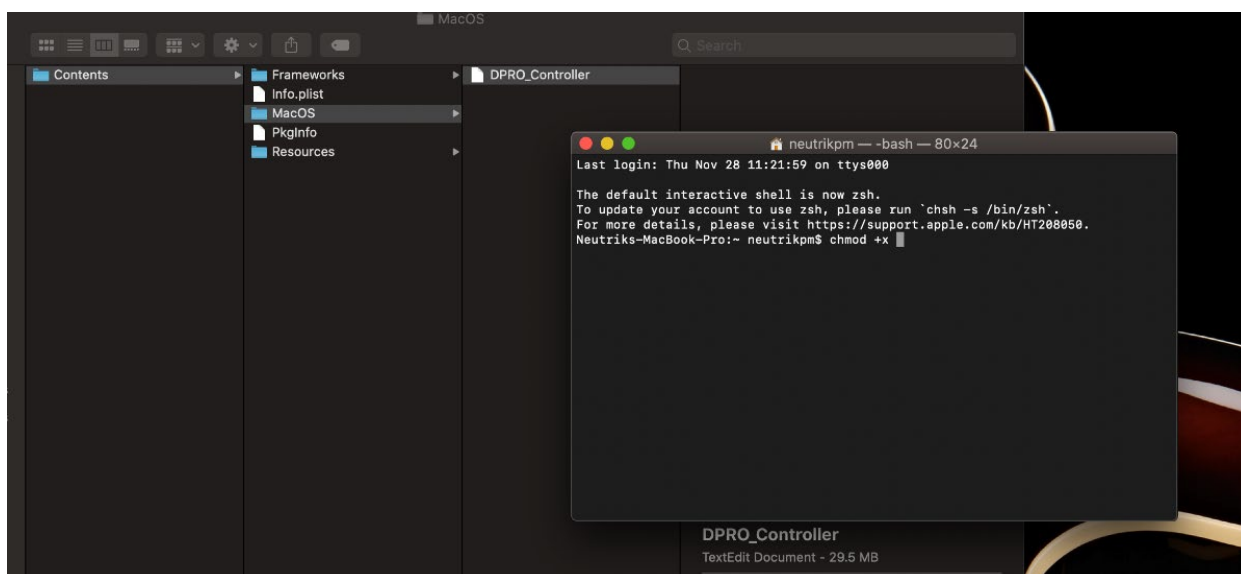 MacOS
Search
Contents
Frameworks
Info.plist
MacOS
PkgInfo
Resources
DPRO_Controller
neutrikpm — -bash — 80×24
Last login: Thu Nov 28 11:21:59 on ttys000
The default interactive shell is now zsh.
To update your account to use zsh, please run `chsh -s /bin/zsh`.
For more details, please visit https://support.apple.com/kb/HT208050.
Neutriks-MacBook-Pro:~ neutrikpm$ chmod +x
DPRO_Controller
TextEdit Document - 29.5 MB